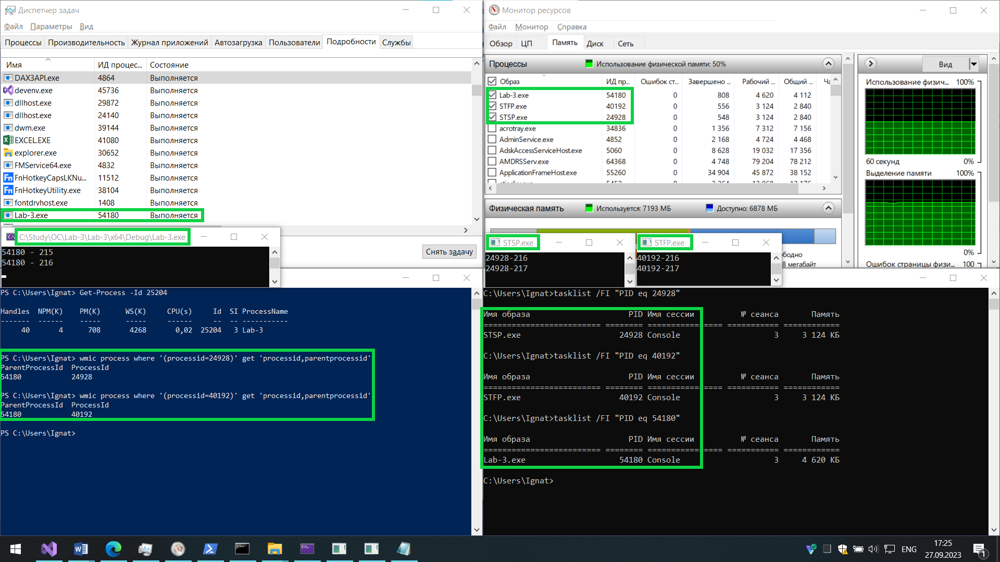 Диспетчер задач
Файл Параметры Вид
Процессы Производительность Журнал приложений Автозагрузка Пользователи Подробности Службы
Имя ИД процес... Состояние
DAX3API.exe 4864 Выполняется
devenv.exe 45736 Выполняется
dllhost.exe 29872 Выполняется
dllhost.exe 24140 Выполняется
dwm.exe 39144 Выполняется
EXCEL.EXE 41080 Выполняется
explorer.exe 30652 Выполняется
FMService64.exe 4832 Выполняется
FnHotkeyCapsLKNu... 11512 Выполняется
FnHotkeyUtility.exe 38104 Выполняется
fontdrvhost.exe 1408 Выполняется
Lab-3.exe 54180 Выполняется
Снять задачу
C:\Study\OC\Lab-3\Lab-3\x64\Debug\Lab-3.exe
54180 - 215
54180 - 216
Монитор ресурсов
Файл Монитор Справка
Обзор ЦП Память Диск Сеть
Процессы Использование физической памяти: 50%
Образ ИД пр... Ошибок ст... Завершено ... Рабочий ... Общий ... Ча
Lab-3.exe 54180 0 808 4 620 4 112
STFP.exe 40192 0 556 3 124 2 840
STSP.exe 24928 0 548 3 124 2 840
acrotray.exe 34836 0 1 356 7 312 7 156
AdminService.exe 4852 0 2 168 4 724 4 468
AdskAccessServiceHost.exe 5060 0 8 628 19 032 17 356
AMDRSServ.exe 64368 0 4 748 79 204 78 212
ApplicationFrameHost.exe 55260 0 34 904 45 872 38 152
Физическая память Используется: 7193 МБ Доступно: 6878 МБ
ободно
8 мегабайт
Вид
Использование физич... 100%
60 секунд 0%
Выделение памяти 100%
0%
Ошибок страницы физи... 100
STSP.exe
24928-216
24928-217
STFP.exe
40192-216
40192-217
PS C:\Users\Ignat> Get-Process -Id 25204
Handles NPM(K) PM(K) WS(K) CPU(s) Id SI ProcessName
------- ------ ----- ----- ------ -- -- -----------
40 4 708 4268 0,02 25204 3 Lab-3
PS C:\Users\Ignat> wmic process where '(processid=24928)' get 'processid,parentprocessid'
ParentProcessId ProcessId
54180 24928
PS C:\Users\Ignat> wmic process where '(processid=40192)' get 'processid,parentprocessid'
ParentProcessId ProcessId
54180 40192
PS C:\Users\Ignat>
C:\Users\Ignat>tasklist /FI "PID eq 24928"
Имя образа PID Имя сессии № сеанса Память
========================= ======== ================ =========== ============
STSP.exe 24928 Console 3 3 124 КБ
C:\Users\Ignat>tasklist /FI "PID eq 40192"
Имя образа PID Имя сессии № сеанса Память
========================= ======== ================ =========== ============
STFP.exe 40192 Console 3 3 124 КБ
C:\Users\Ignat>tasklist /FI "PID eq 54180"
Имя образа PID Имя сессии № сеанса Память
========================= ======== ================ =========== ============
Lab-3.exe 54180 Console 3 4 620 КБ
C:\Users\Ignat>
ENG
17:25
27.09.2023
1